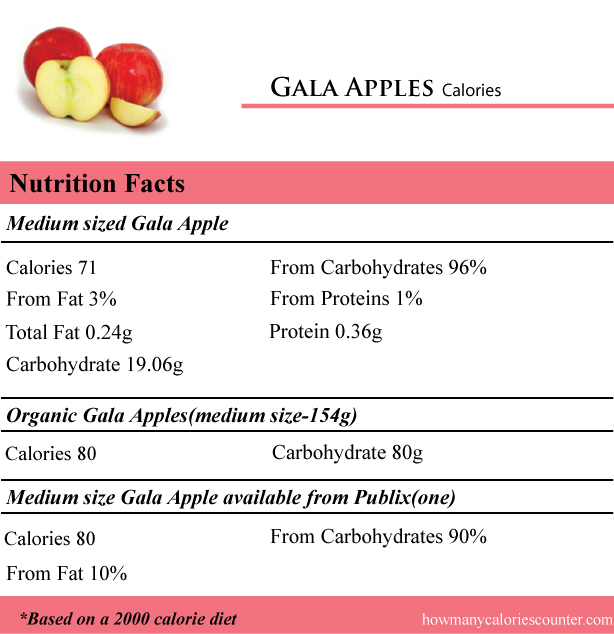 GALA APPLES Calories
Nutrition Facts
Medium sized Gala Apple
Calories 71 From Carbohydrates 96%
From Fat 3% From Proteins 1%
Total Fat 0.24g Protein 0.36g
Carbohydrate 19.06g
Organic Gala Apples(medium size-154g)
Calories 80 Carbohydrate 80g
Medium size Gala Apple available from Publix(one)
Calories 80 From Carbohydrates 90%
From Fat 10%
*Based on a 2000 calorie diet howmanycaloriescounter.com